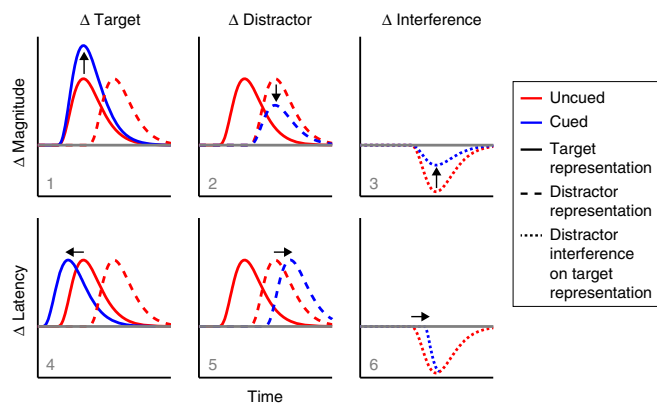 Δ Target
Δ Distractor
Δ Interference
Δ Magnitude
1
2
3
Δ Latency
4
5
6
Time
Uncued
Cued
Target
representation
Distractor
representation
Distractor
interference
on target
representation